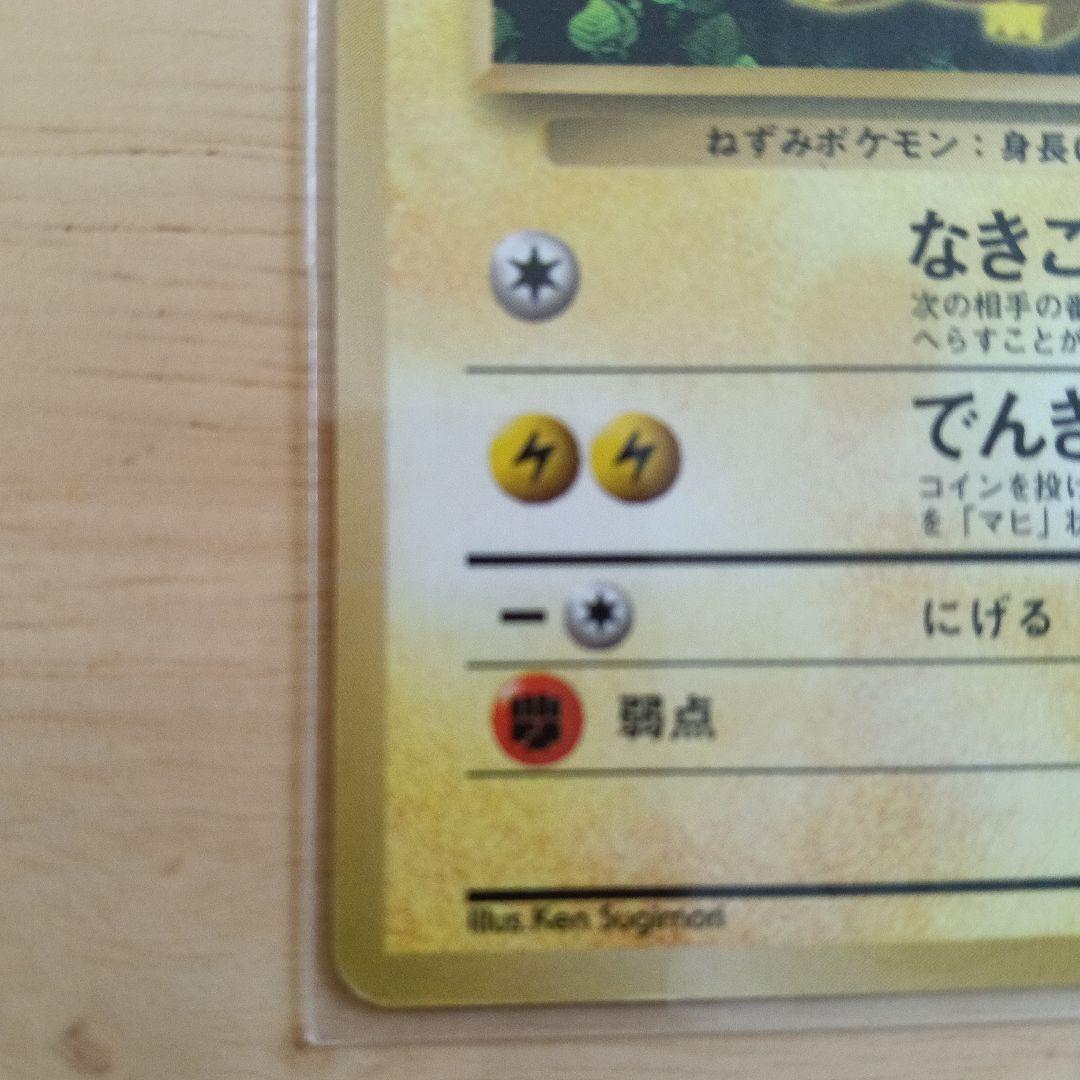 ねずみポケモン：身長
なきご
次の相手の番
へらすことが
でんき
コインを投げ
を「マヒ」状
にげる
弱点
Illus.Ken Sugimori